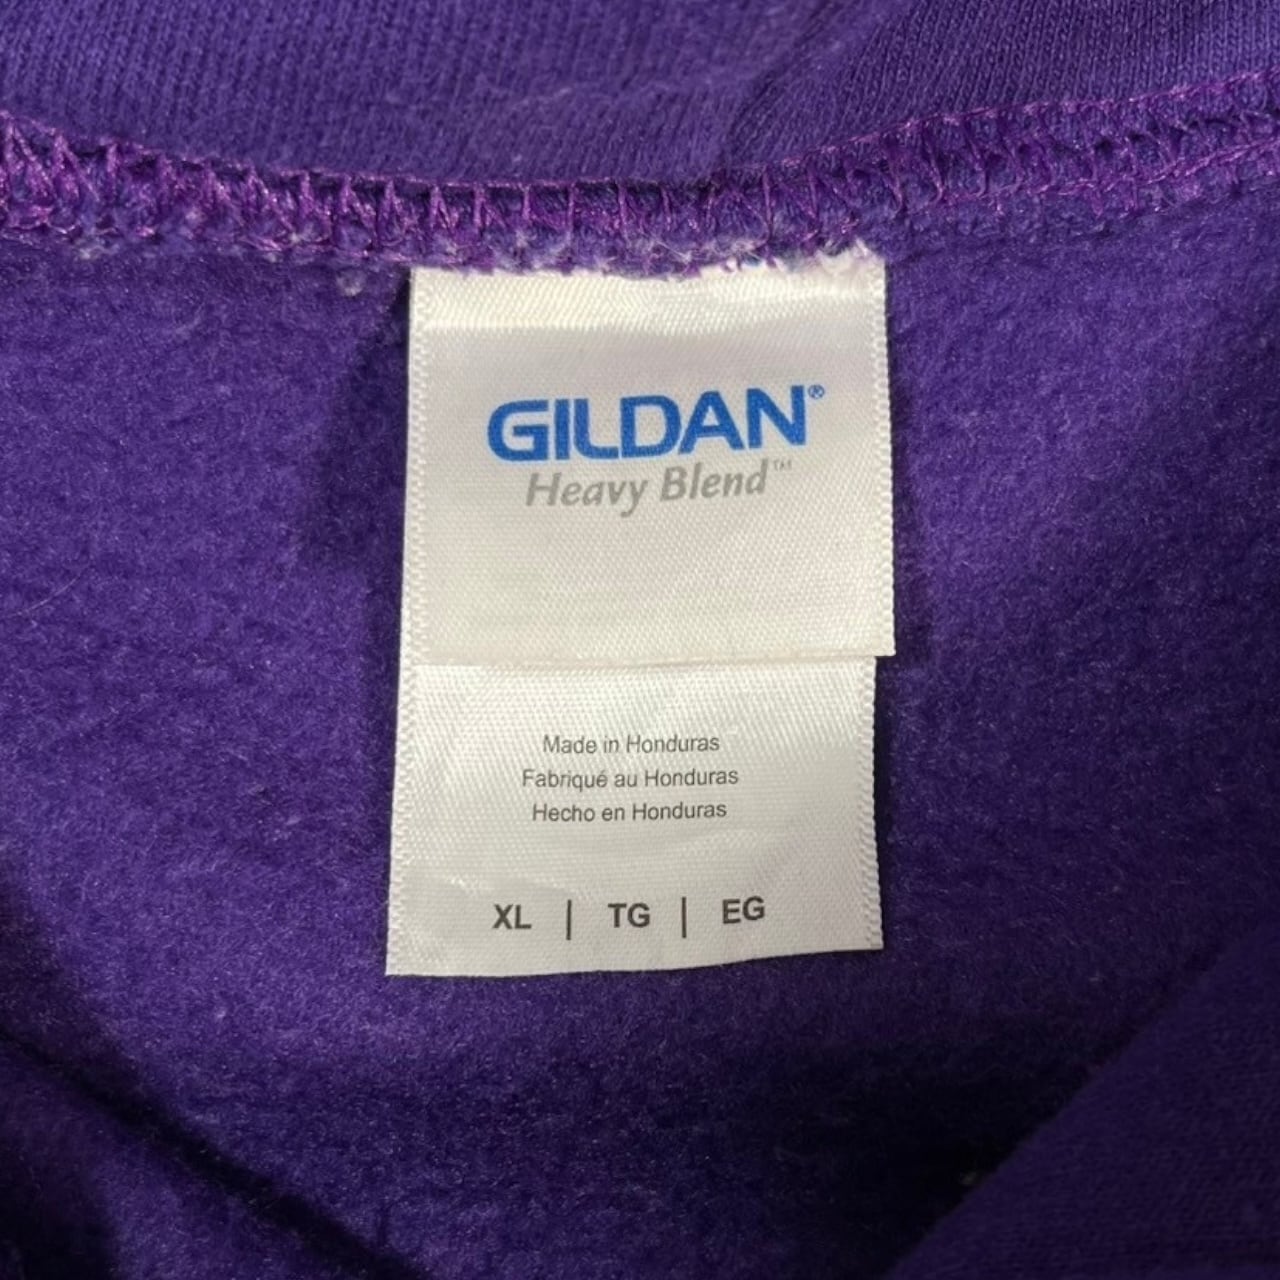 GILDAN®
Heavy Blend™
Made in Honduras
Fabriqué au Honduras
Hecho en Honduras
XL | TG | EG